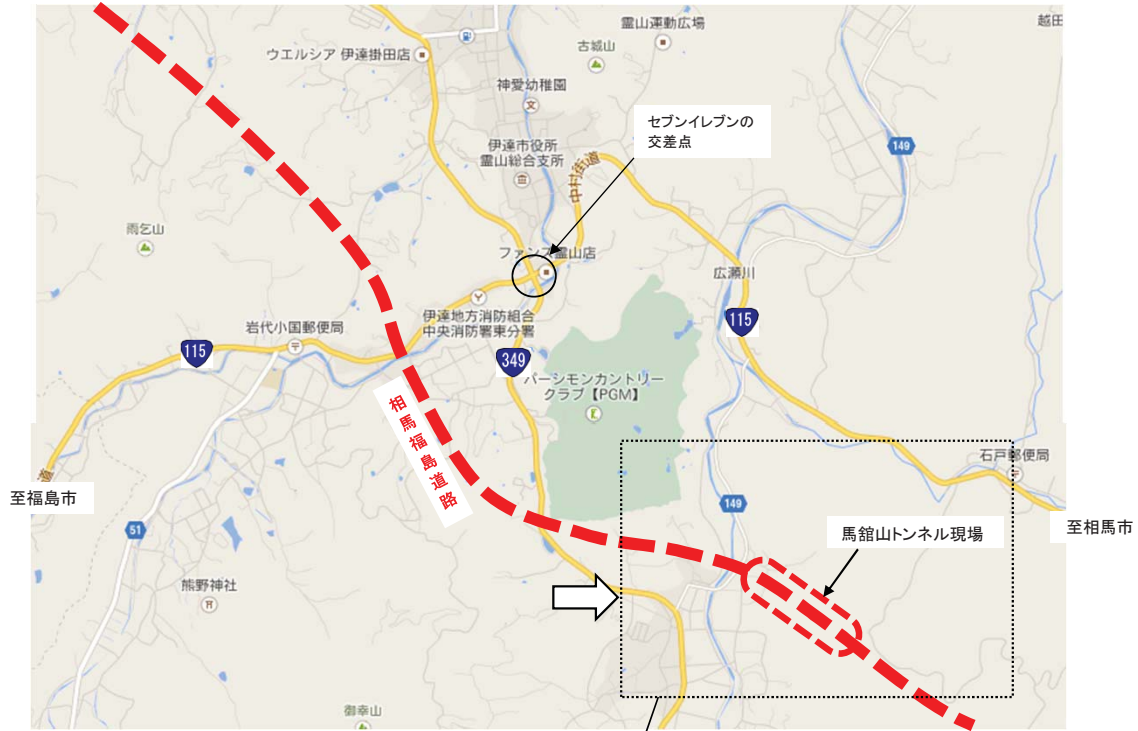 霊山運動広場
越田
ウエルシア 伊達掛田店
古城山
神愛幼稚園
セブンイレブンの
交差点
伊達市役所
霊山総合支所
149
中村街道
雨乞山
ファンズ霊山店
広瀬川
伊達地方消防組合
中央消防署東分署
岩代小国郵便局
115
115
349
パーシモンカントリー
クラブ【PGM】
相馬福島道路
石戸郵便局
道
至福島市
149
51
馬舘山トンネル現場
至相馬市
熊野神社
御幸山